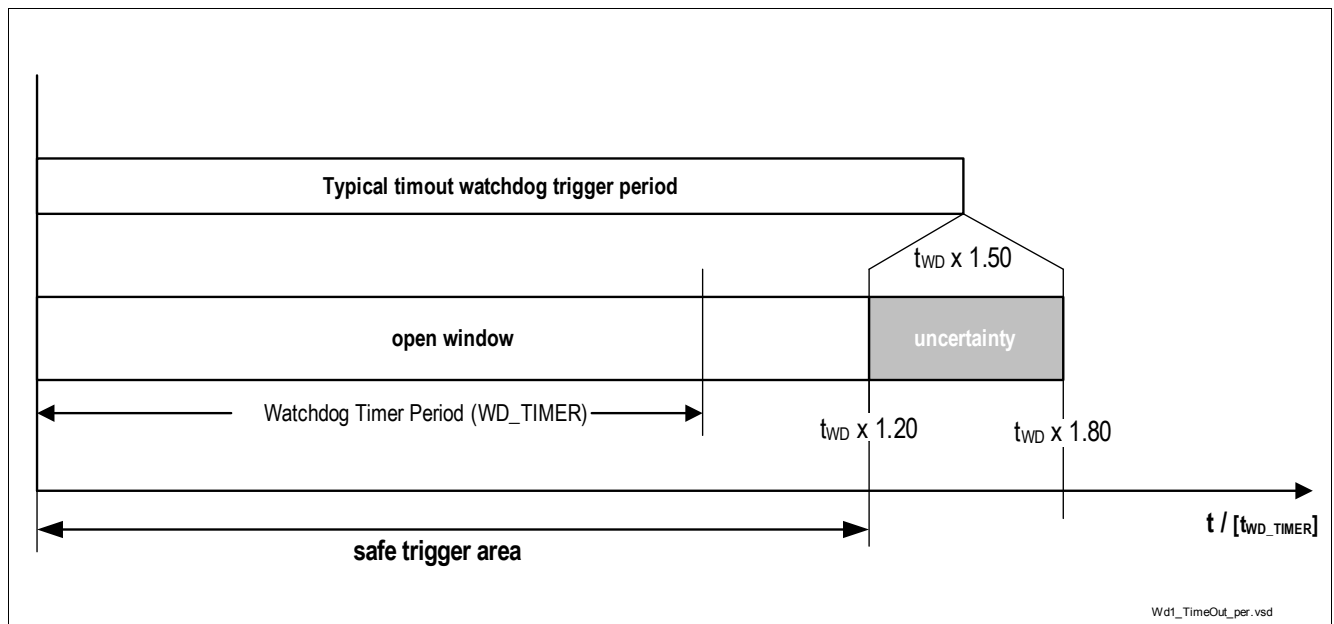 Typical timout watchdog trigger period
tWD x 1.50
open window
uncertainty
Watchdog Timer Period (WD_TIMER)
tWD x 1.20
tWD x 1.80
t / [tWD_TIMER]
safe trigger area
Wd1_TimeOut_per.vsd